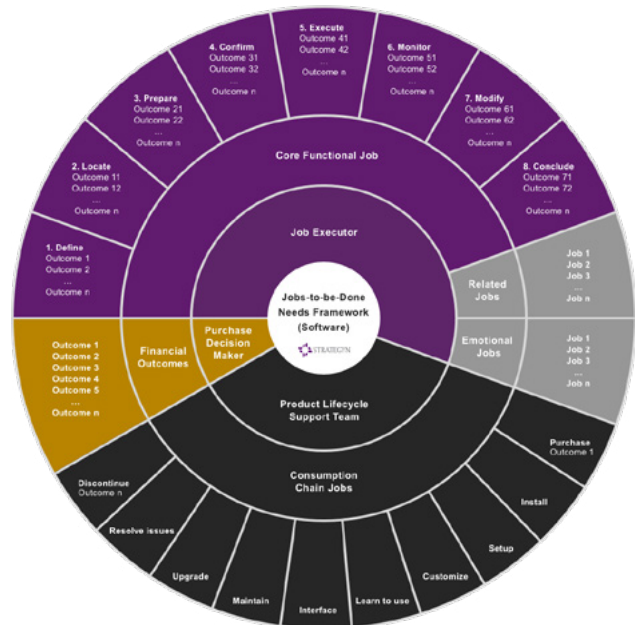 5. Execute
Outcome 41
Outcome 42
...
Outcome n
4. Confirm
Outcome 31
Outcome 32
...
Outcome n
6. Monitor
Outcome 51
Outcome 52
...
Outcome n
3. Prepare
Outcome 21
Outcome 22
...
Outcome n
7. Modify
Outcome 61
Outcome 62
...
Outcome n
2. Locate
Outcome 11
Outcome 12
...
Outcome n
8. Conclude
Outcome 71
Outcome 72
...
Outcome n
1. Define
Outcome 1
Outcome 2
...
Outcome n
Core Functional Job
Job Executor
Jobs-to-be-Done
Needs Framework
(Software)
STRATEGYN
Related
Jobs
Job 1
Job 2
Job 3
...
Job n
Emotional
Jobs
Job 1
Job 2
Job 3
...
Job n
Purchase
Decision
Maker
Financial
Outcomes
Outcome 1
Outcome 2
Outcome 3
Outcome 4
Outcome 5
...
Outcome n
Product Lifecycle
Support Team
Consumption
Chain Jobs
Purchase
Outcome 1
Install
Setup
Customize
Learn to use
Interface
Maintain
Upgrade
Resolve issues
Discontinue
Outcome n